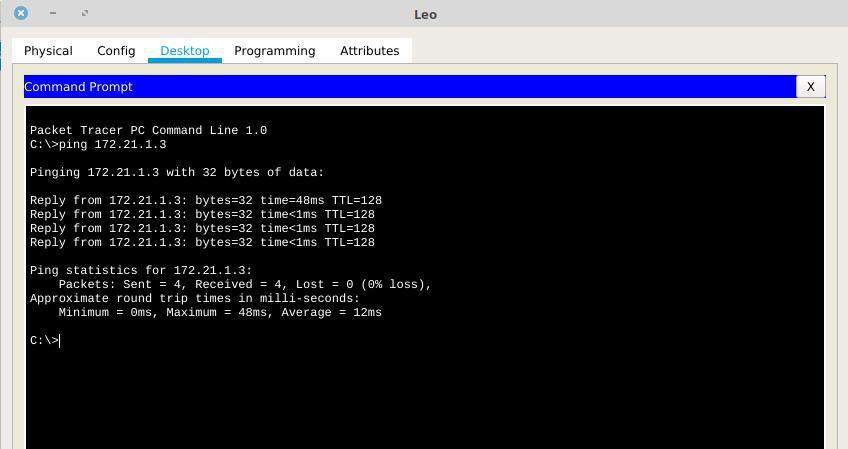 Leo
Physical Config Desktop Programming Attributes
Command Prompt X
Packet Tracer PC Command Line 1.0
C:\>ping 172.21.1.3
Pinging 172.21.1.3 with 32 bytes of data:
Reply from 172.21.1.3: bytes=32 time=48ms TTL=128
Reply from 172.21.1.3: bytes=32 time<1ms TTL=128
Reply from 172.21.1.3: bytes=32 time<1ms TTL=128
Reply from 172.21.1.3: bytes=32 time<1ms TTL=128
Ping statistics for 172.21.1.3:
    Packets: Sent = 4, Received = 4, Lost = 0 (0% loss),
Approximate round trip times in milli-seconds:
    Minimum = 0ms, Maximum = 48ms, Average = 12ms
C:\>